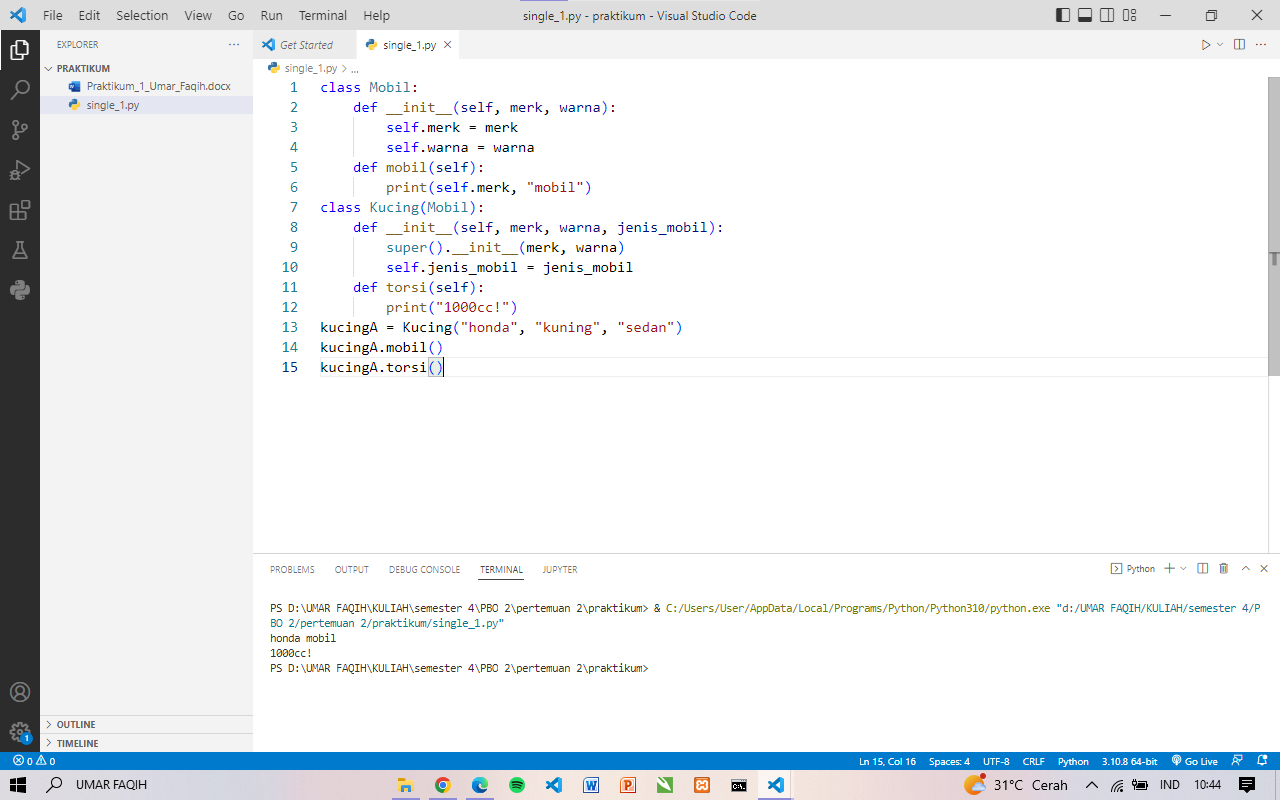 File Edit Selection View Go Run Terminal Help single_1.py - praktikum - Visual Studio Code
EXPLORER ··· Get Started single_1.py
PRAKTIKUM
Praktikum_1_Umar_Faqih.docx
single_1.py
single_1.py > ...
1 class Mobil:
2     def __init__(self, merk, warna):
3         self.merk = merk
4         self.warna = warna
5     def mobil(self):
6         print(self.merk, "mobil")
7 class Kucing(Mobil):
8     def __init__(self, merk, warna, jenis_mobil):
9         super().__init__(merk, warna)
10         self.jenis_mobil = jenis_mobil
11     def torsi(self):
12         print("1000cc!")
13 kucingA = Kucing("honda", "kuning", "sedan")
14 kucingA.mobil()
15 kucingA.torsi()
PROBLEMS OUTPUT DEBUG CONSOLE TERMINAL JUPYTER Python
PS D:\UMAR FAQIH\KULIAH\semester 4\PBO 2\pertemuan 2\praktikum> & C:/Users/User/AppData/Local/Programs/Python/Python310/python.exe "d:/UMAR FAQIH/KULIAH/semester 4/P
BO 2/pertemuan 2/praktikum/single_1.py"
honda mobil
1000cc!
PS D:\UMAR FAQIH\KULIAH\semester 4\PBO 2\pertemuan 2\praktikum>
OUTLINE
TIMELINE
1
0 0 Ln 15, Col 16 Spaces: 4 UTF-8 CRLF Python 3.10.8 64-bit Go Live
UMAR FAQIH 31°C Cerah IND 10:44